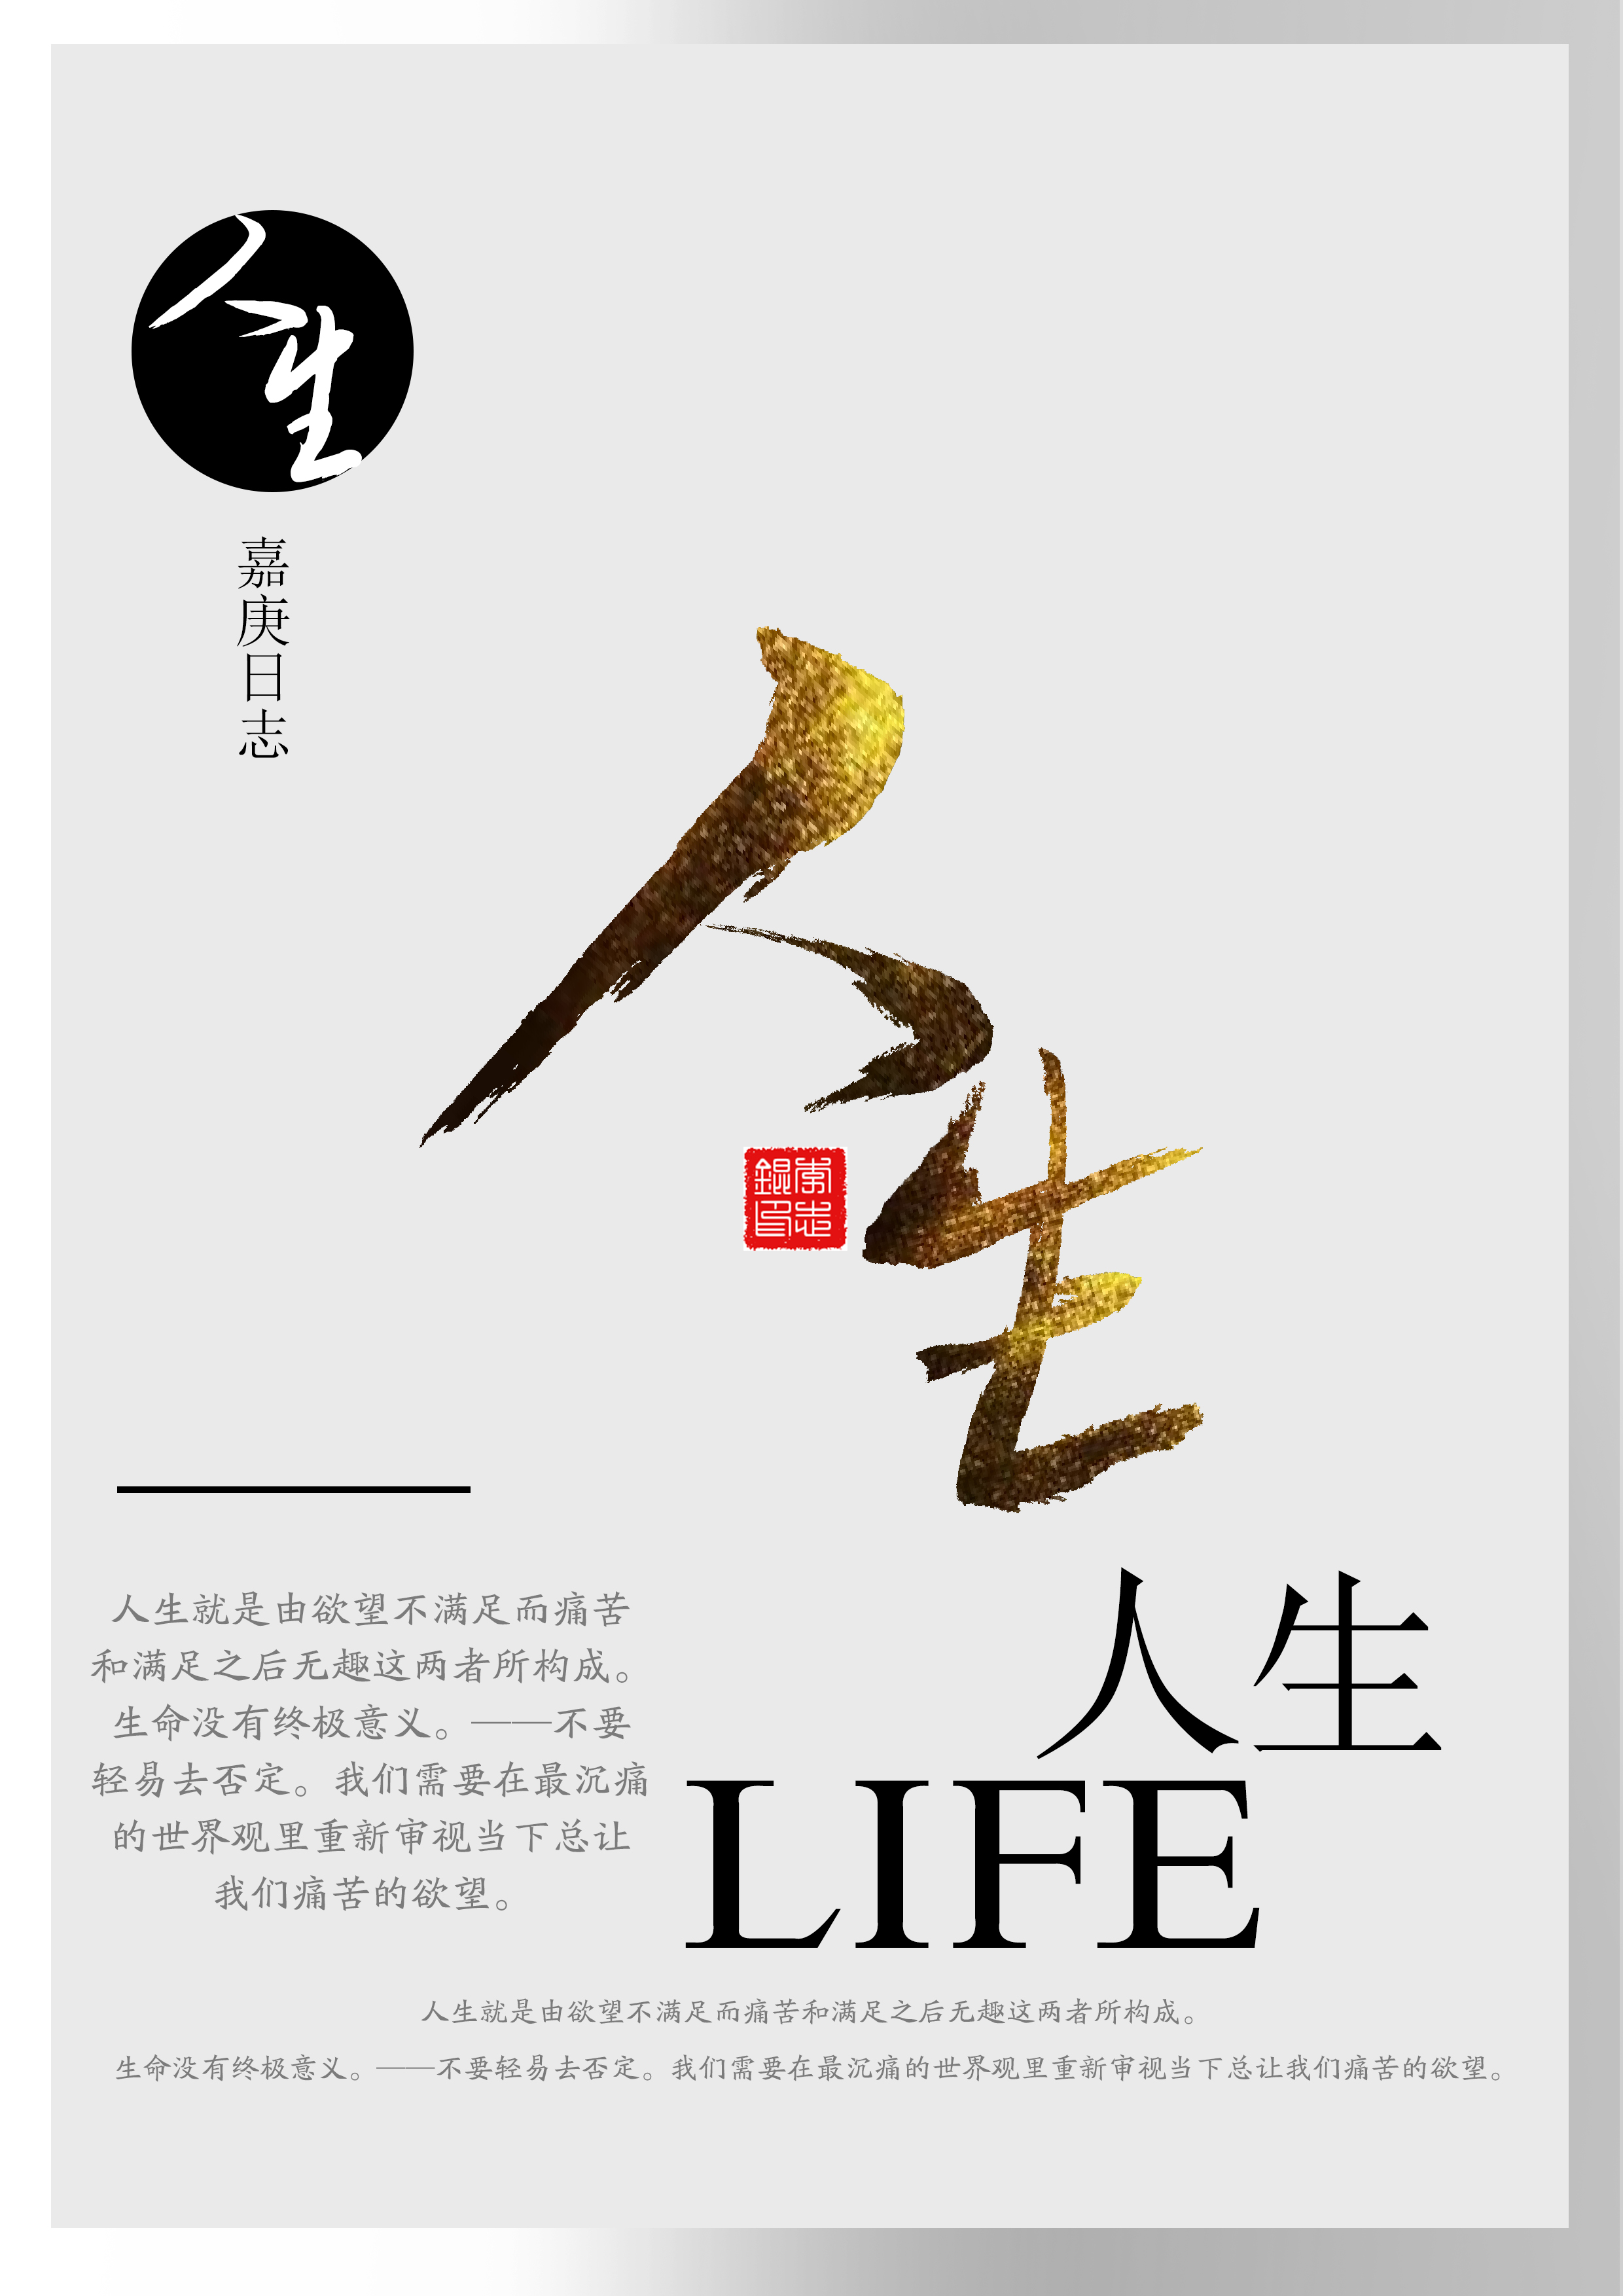 人生
嘉庚日志
人生
李志
錕印
人生
LIFE
人生就是由欲望不满足而痛苦
和满足之后无趣这两者所构成。
生命没有终极意义。——不要
轻易去否定。我们需要在最沉痛
的世界观里重新审视当下总让
我们痛苦的欲望。
人生就是由欲望不满足而痛苦和满足之后无趣这两者所构成。
生命没有终极意义。——不要轻易去否定。我们需要在最沉痛的世界观里重新审视当下总让我们痛苦的欲望。